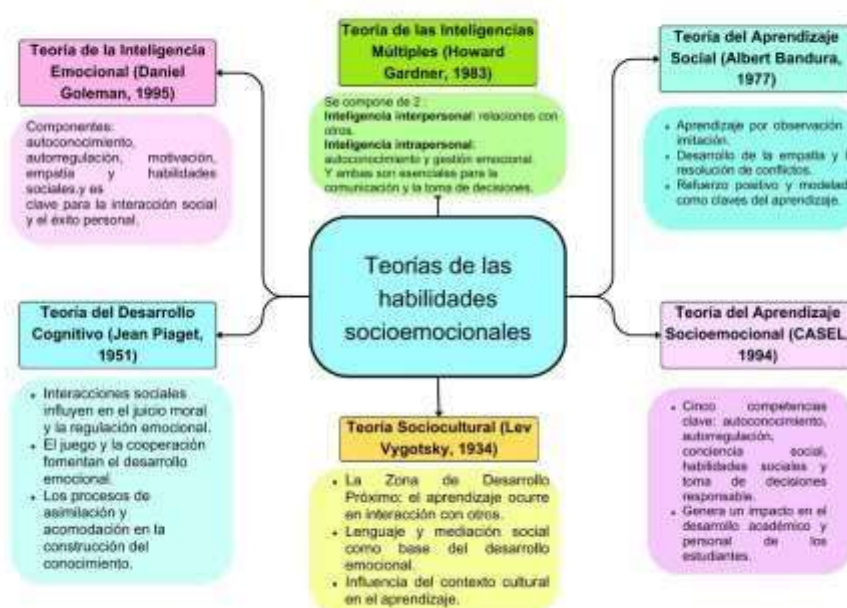 Teoría de la Inteligencia
Emocional (Daniel
Goleman, 1995)
Componentes:
autoconocimiento,
autorregulación, motivación,
empatía y habilidades
sociales.y es
clave para la interacción social
y el éxito personal.
Teoría de las Inteligencias
Múltiples (Howard
Gardner, 1983)
Se compone de 2 :
Inteligencia interpersonal: relaciones con
otros.
Inteligencia intrapersonal:
autoconocimiento y gestión emocional.
Y ambas son esenciales para la
comunicación y la toma de decisiones.
Teoría del Aprendizaje
Social (Albert Bandura,
1977)
• Aprendizaje por observación
imitación.
• Desarrollo de la empatía y l
resolución de conflictos.
• Refuerzo positivo y modelad
como claves del aprendizaje.
Teorías de las
habilidades
socioemocionales
Teoría del Desarrollo
Cognitivo (Jean Piaget,
1951)
• Interacciones sociales
influyen en el juicio moral
y la regulación emocional.
• El juego y la cooperación
fomentan el desarrollo
emocional.
• Los procesos de
asimilación y
acomodación en la
construcción del
conocimiento.
Teoría Sociocultural (Lev
Vygotsky, 1934)
• La Zona de Desarrollo
Próximo: el aprendizaje ocurre
en interacción con otros.
• Lenguaje y mediación social
como base del desarrollo
emocional.
• Influencia del contexto cultural
en el aprendizaje.
Teoría del Aprendizaje
Socioemocional (CASEL,
1994)
• Cinco competencias
clave: autoconocimiento,
autorregulación,
conciencia social,
habilidades sociales y
toma de decisiones
responsable.
• Genera un impacto en el
desarrollo académico y
personal de los
estudiantes.